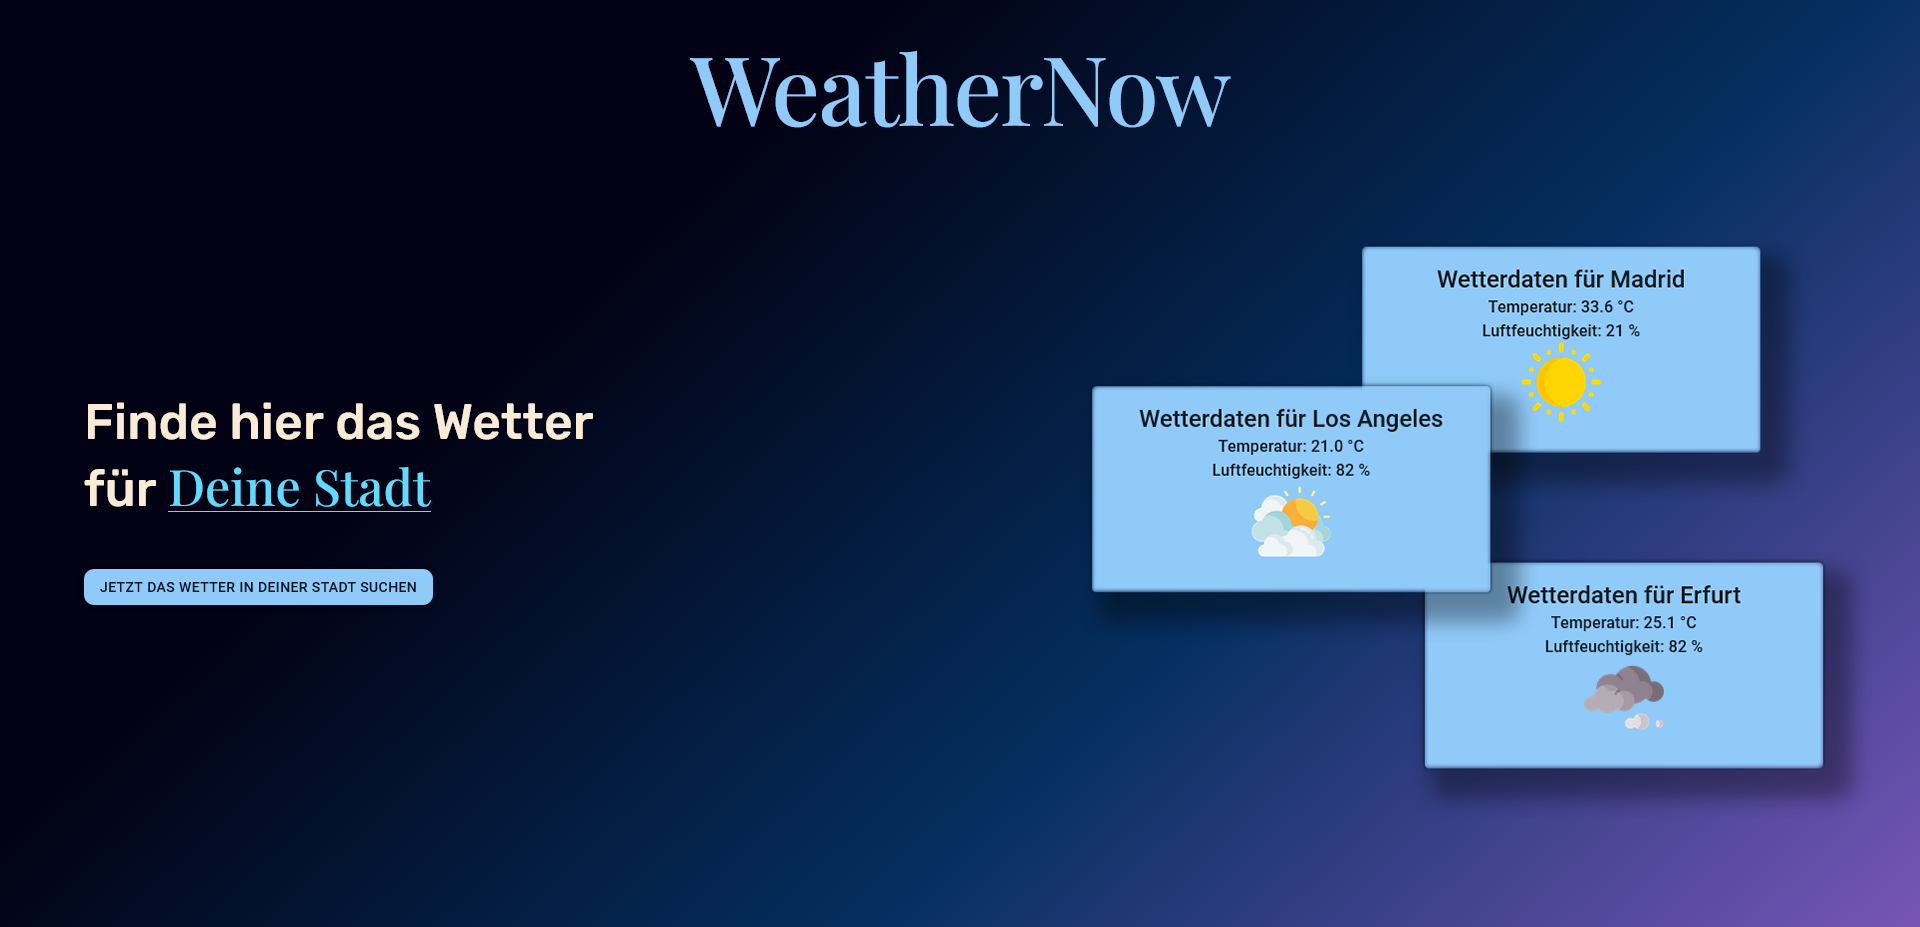 WeatherNow
Finde hier das Wetter
für Deine Stadt
JETZT DAS WETTER IN DEINER STADT SUCHEN
Wetterdaten für Madrid
Temperatur: 33.6 °C
Luftfeuchtigkeit: 21 %
Wetterdaten für Los Angeles
Temperatur: 21.0 °C
Luftfeuchtigkeit: 82 %
Wetterdaten für Erfurt
Temperatur: 25.1 °C
Luftfeuchtigkeit: 82 %